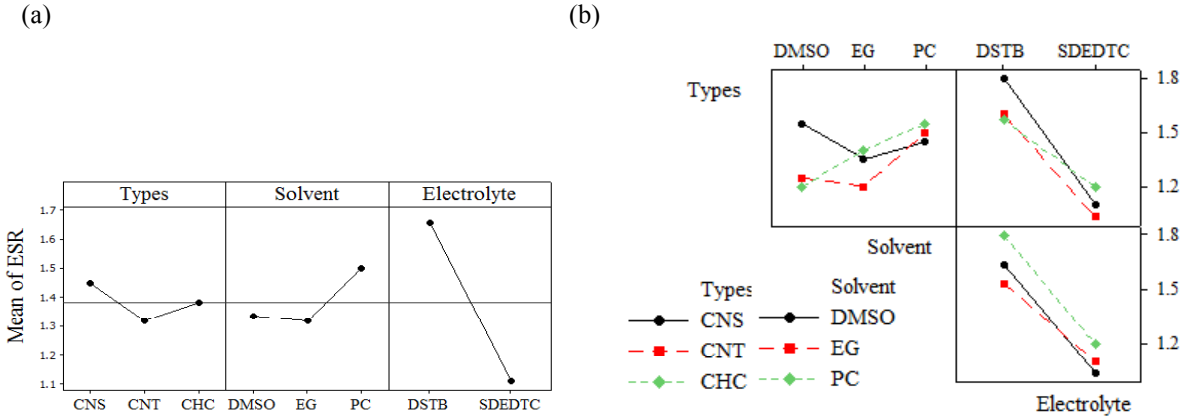 (a)
Types Solvent Electrolyte
Mean of ESR
1.7
1.6
1.5
1.4
1.3
1.2
1.1
CNS CNT CHC DMSO EG PC DSTB SDEDTC
(b)
DMSO EG PC DSTB SDEDTC
Types
1.8
1.5
1.2
Solvent
1.8
1.5
1.2
Electrolyte
Types
CNS
CNT
CHC
Solvent
DMSO
EG
PC